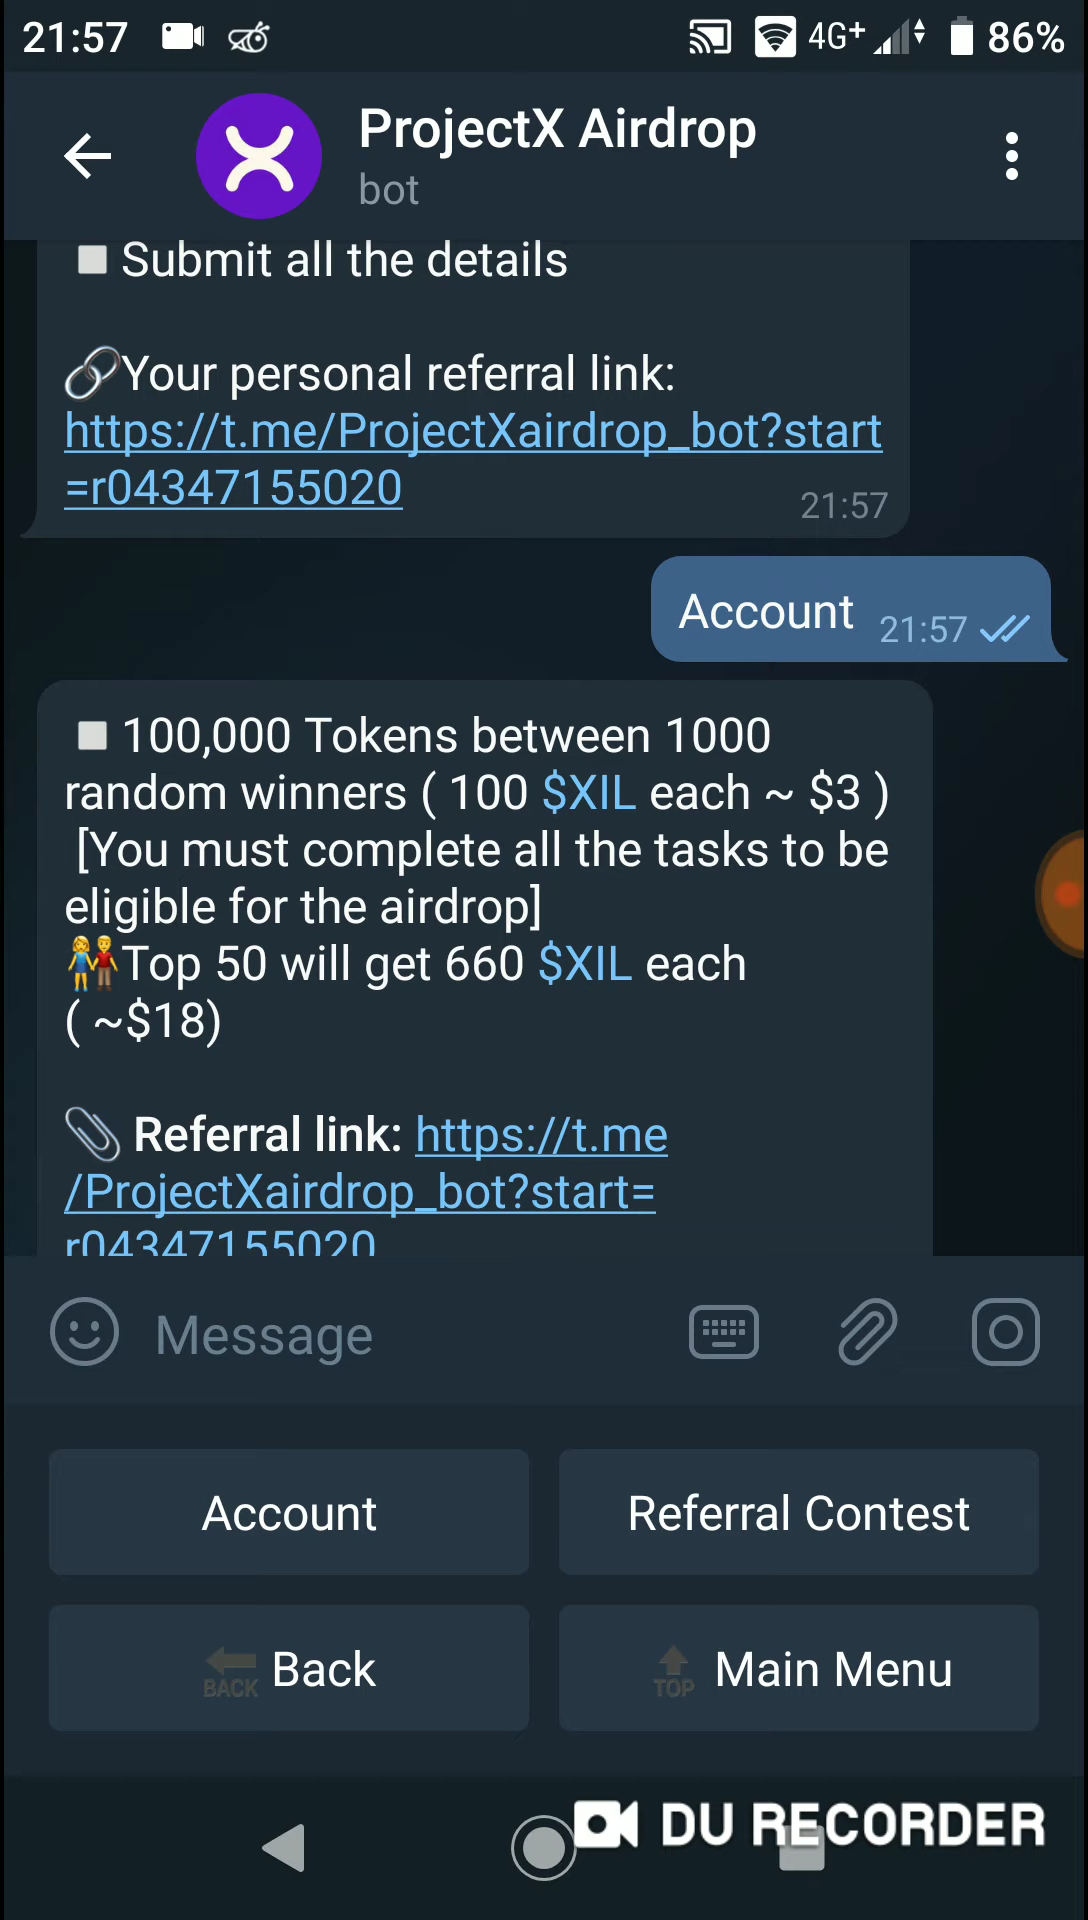 21:57 4G+ 86%
ProjectX Airdrop
bot
Submit all the details
Your personal referral link:
https://t.me/ProjectXairdrop_bot?start
=r04347155020
21:57
Account 21:57
100,000 Tokens between 1000
random winners ( 100 $XIL each ~ $3 )
[You must complete all the tasks to be
eligible for the airdrop]
Top 50 will get 660 $XIL each
( ~$18)
Referral link: https://t.me
/ProjectXairdrop_bot?start=
r04347155020
Message
Account Referral Contest
BACK Back TOP Main Menu
DU RECORDER